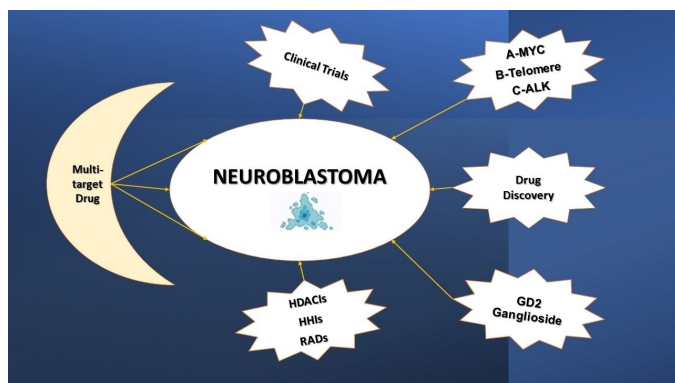 Clinical Trials
A-MYC
B-Telomere
C-ALK
Multi-
target
Drug
NEUROBLASTOMA
Drug
Discovery
HDACIs
HHIs
RADs
GD2
Ganglioside